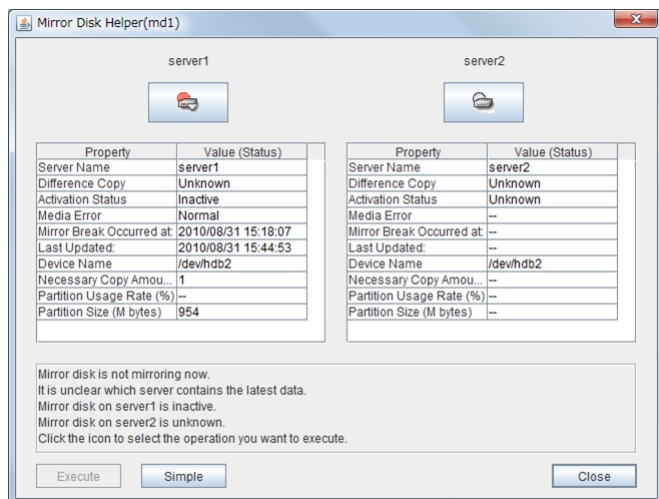 Mirror Disk Helper(md1)
server1 server2
Property Value (Status) Property Value (Status)
Server Name server1 Server Name server2
Difference Copy Unknown Difference Copy Unknown
Activation Status Inactive Activation Status Unknown
Media Error Normal Media Error --
Mirror Break Occurred at: 2010/08/31 15:18:07 Mirror Break Occurred at: --
Last Updated: 2010/08/31 15:44:53 Last Updated: --
Device Name /dev/hdb2 Device Name /dev/hdb2
Necessary Copy Amou... 1 Necessary Copy Amou... --
Partition Usage Rate (%) -- Partition Usage Rate (%) --
Partition Size (M bytes) 954 Partition Size (M bytes) --
Mirror disk is not mirroring now.
It is unclear which server contains the latest data.
Mirror disk on server1 is inactive.
Mirror disk on server2 is unknown.
Click the icon to select the operation you want to execute.
Execute Simple Close